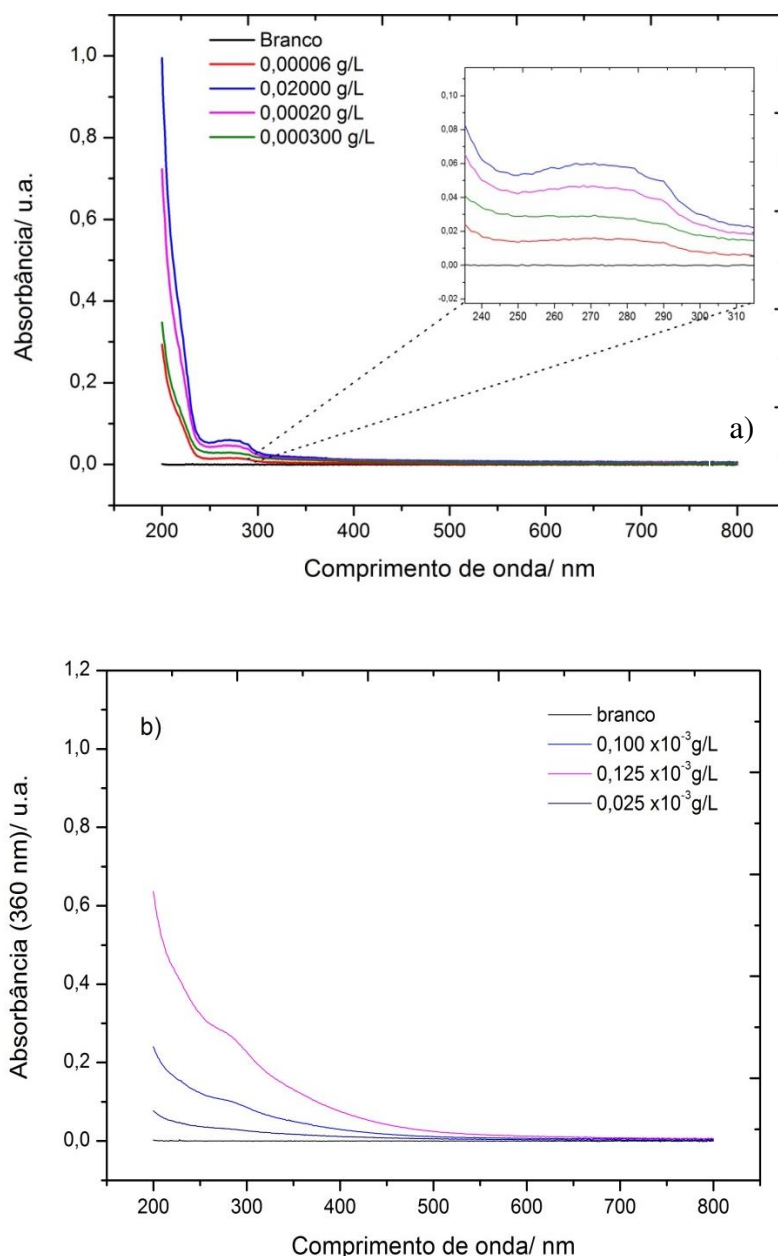 Branco
0,00006 g/L
0,02000 g/L
0,00020 g/L
0,000300 g/L
1,0
0,8
0,6
0,4
0,2
0,0
Absorbância/ u.a.
0,10
0,08
0,06
0,04
0,02
0,00
-0,02
240 250 260 270 280 290 300 310
a)
200 300 400 500 600 700 800
Comprimento de onda/ nm
b)
branco
0,100 x10⁻³g/L
0,125 x10⁻³g/L
0,025 x10⁻³g/L
1,2
1,0
0,8
0,6
0,4
0,2
0,0
Absorbância (360 nm)/ u.a.
200 300 400 500 600 700 800
Comprimento de onda/ nm